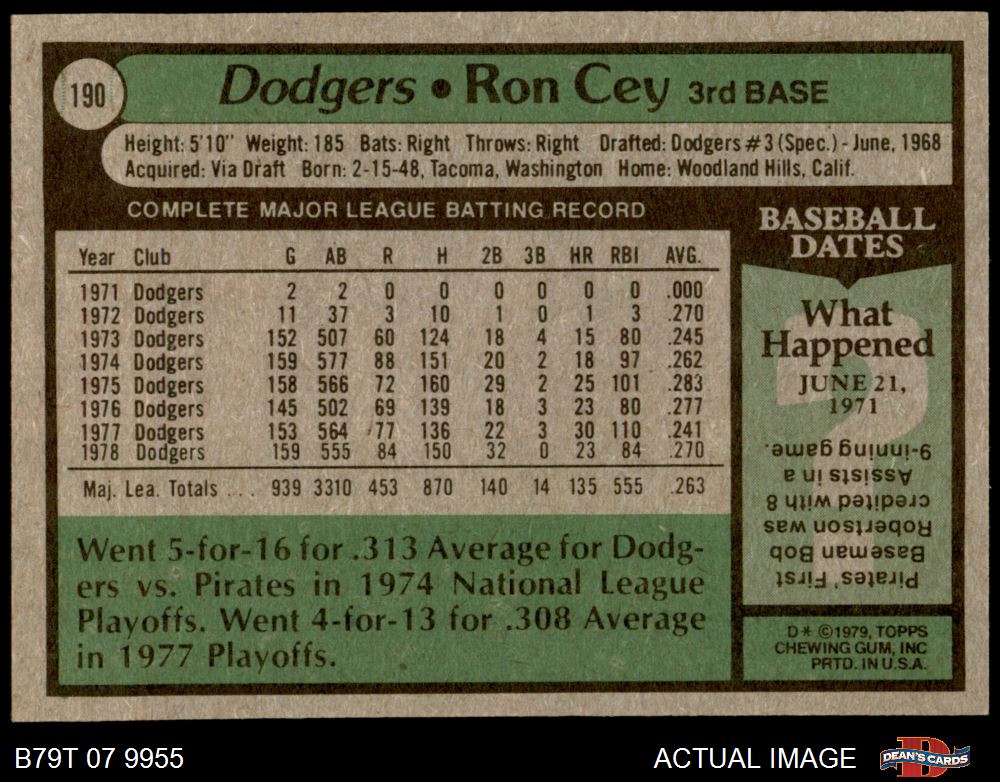 190
Dodgers • Ron Cey 3rd BASE
Height: 5'10" Weight: 185 Bats: Right Throws: Right Drafted: Dodgers #3 (Spec.) - June, 1968
Acquired: Via Draft Born: 2-15-48, Tacoma, Washington Home: Woodland Hills, Calif.
COMPLETE MAJOR LEAGUE BATTING RECORD
Year Club G AB R H 2B 3B HR RBI AVG.
1971 Dodgers 2 2 0 0 0 0 0 0 .000
1972 Dodgers 11 37 3 10 1 0 1 3 .270
1973 Dodgers 152 507 60 124 18 4 15 80 .245
1974 Dodgers 159 577 88 151 20 2 18 97 .262
1975 Dodgers 158 566 72 160 29 2 25 101 .283
1976 Dodgers 145 502 69 139 18 3 23 80 .277
1977 Dodgers 153 564 77 136 22 3 30 110 .241
1978 Dodgers 159 555 84 150 32 0 23 84 .270
Maj. Lea. Totals ... 939 3310 453 870 140 14 135 555 .263
Went 5-for-16 for .313 Average for Dodg-
ers vs. Pirates in 1974 National League
Playoffs. Went 4-for-13 for .308 Average
in 1977 Playoffs.
BASEBALL
DATES
What
Happened
JUNE 21,
1971
?
Pirates' First
Baseman Bob
Robertson was
credited with 8
Assists in a
9-inning game.
D* ©1979, TOPPS
CHEWING GUM, INC
PRTD. IN U.S.A.
B79T 07 9955
ACTUAL IMAGE
D
DEAN'S CARDS